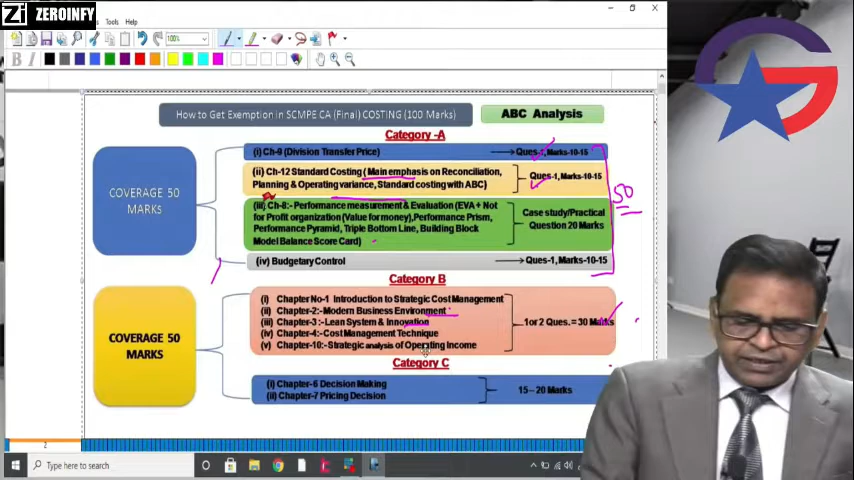 Zi ZEROINFY
ts Tools Help
100%
B
How to Get Exemption in SCMPE CA (Final) COSTING (100 Marks)
ABC Analysis
Category -A
COVERAGE 50 MARKS
(i) Ch-9 (Division Transfer Price)
Ques-1, Marks-10-15
(ii) Ch-12 Standard Costing ( Main emphasis on Reconciliation,
Planning & Operating variance, Standard costing with ABC)
Ques-1, Marks-10-15
50
(iii) Ch-8:- Performance measurement & Evaluation (EVA + Not
for Profit organization (Value for money),Performance Prism,
Performance Pyramid, Triple Bottom Line, Building Block
Model Balance Score Card)
Case study/Practical
Question 20 Marks
(iv) Budgetary Control
Ques-1, Marks-10-15
Category B
COVERAGE 50 MARKS
(i) Chapter No-1 Introduction to Strategic Cost Management
(ii) Chapter-2:-Modern Business Environment
(iii) Chapter-3 :-Lean System & Innovation
(iv) Chapter-4:-Cost Management Technique
(v) Chapter-10:-Strategic analysis of Operating Income
1or 2 Ques.= 30 Marks
Category C
(i) Chapter-6 Decision Making
(ii) Chapter-7 Pricing Decision
15– 20 Marks
2
Type here to search